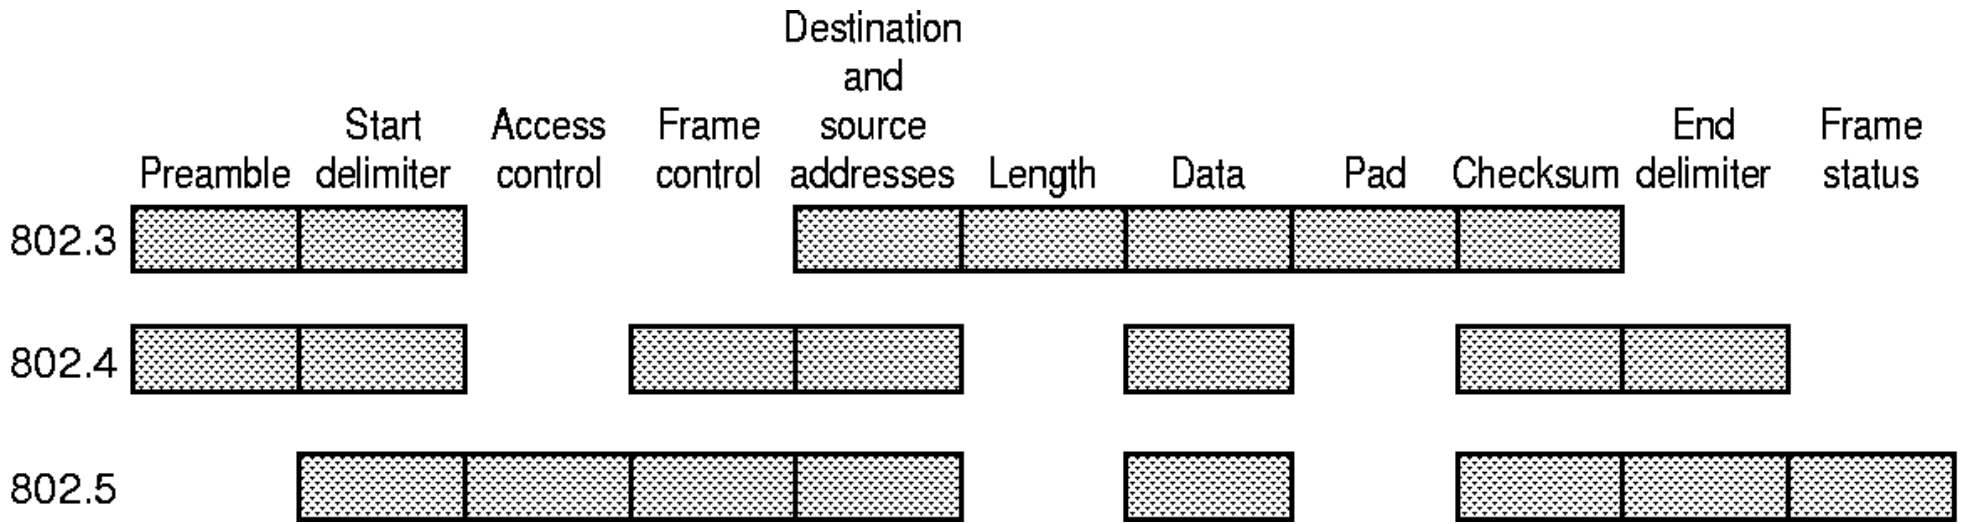 Destination
and
Start Access Frame source End Frame
Preamble delimiter control control addresses Length Data Pad Checksum delimiter status
802.3
802.4
802.5